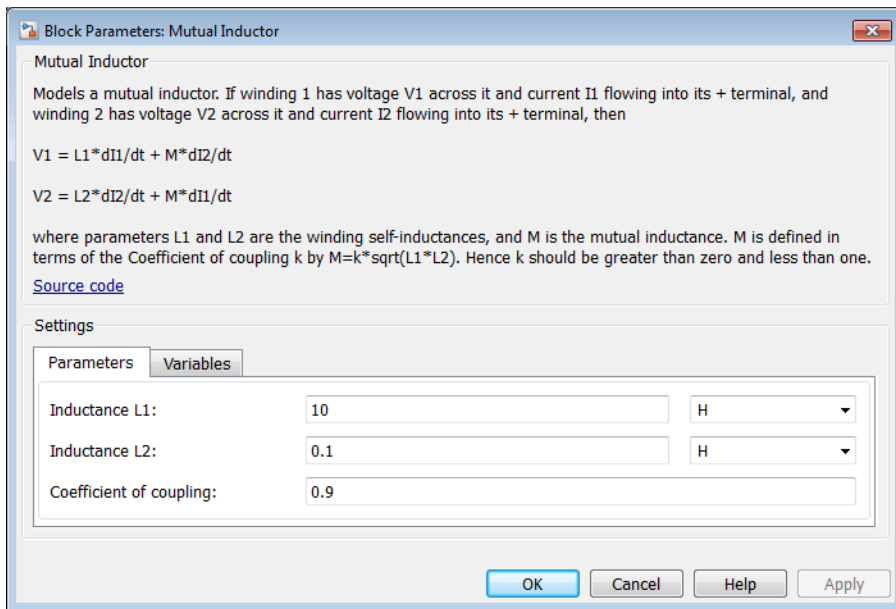 Block Parameters: Mutual Inductor
Mutual Inductor
Models a mutual inductor. If winding 1 has voltage V1 across it and current I1 flowing into its + terminal, and
winding 2 has voltage V2 across it and current I2 flowing into its + terminal, then
V1 = L1*dI1/dt + M*dI2/dt
V2 = L2*dI2/dt + M*dI1/dt
where parameters L1 and L2 are the winding self-inductances, and M is the mutual inductance. M is defined in
terms of the Coefficient of coupling k by M=k*sqrt(L1*L2). Hence k should be greater than zero and less than one.
Source code
Settings
Parameters Variables
Inductance L1: 10 H
Inductance L2: 0.1 H
Coefficient of coupling: 0.9
OK Cancel Help Apply